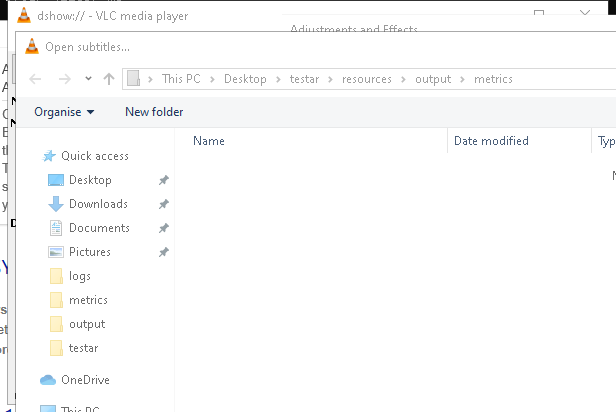 dshow:// - VLC media player
Adjustments and Effects
Open subtitles...
This PC > Desktop > testar > resources > output > metrics
Organise
New folder
Name
Date modified
Quick access
Desktop
Downloads
Documents
Pictures
logs
metrics
output
testar
OneDrive
This PC